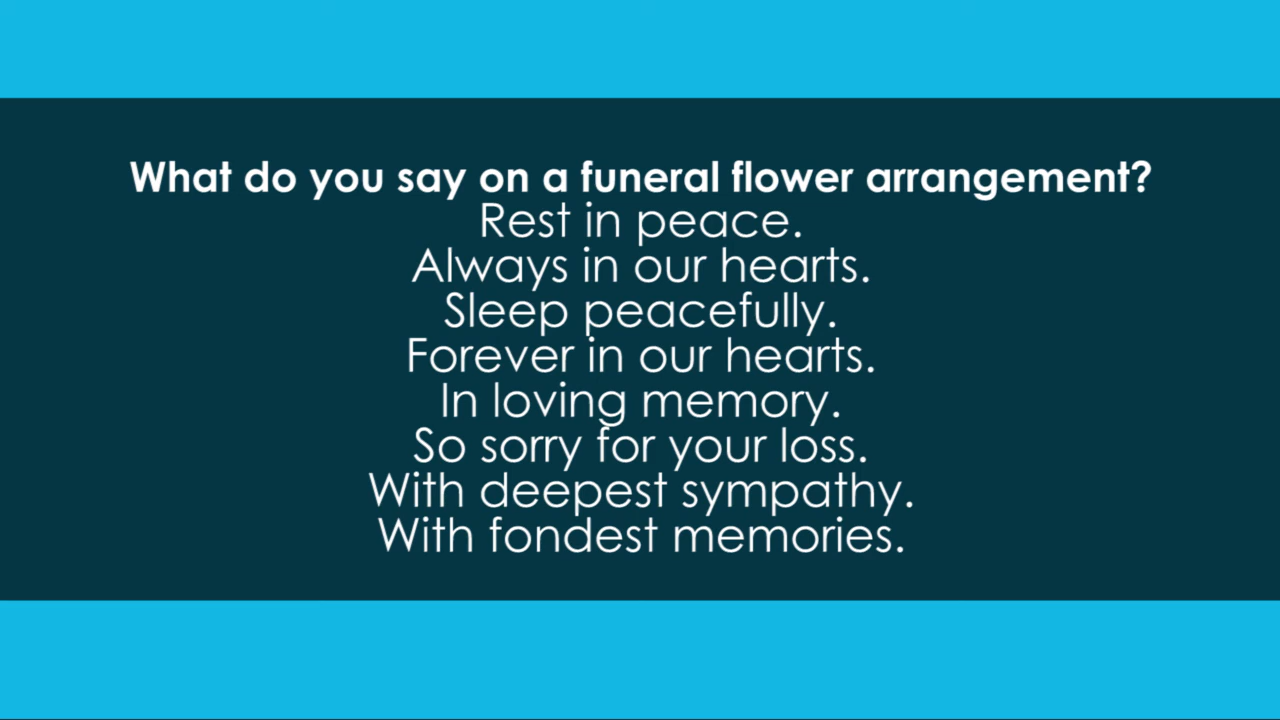 What do you say on a funeral flower arrangement?
Rest in peace.
Always in our hearts.
Sleep peacefully.
Forever in our hearts.
In loving memory.
So sorry for your loss.
With deepest sympathy.
With fondest memories.